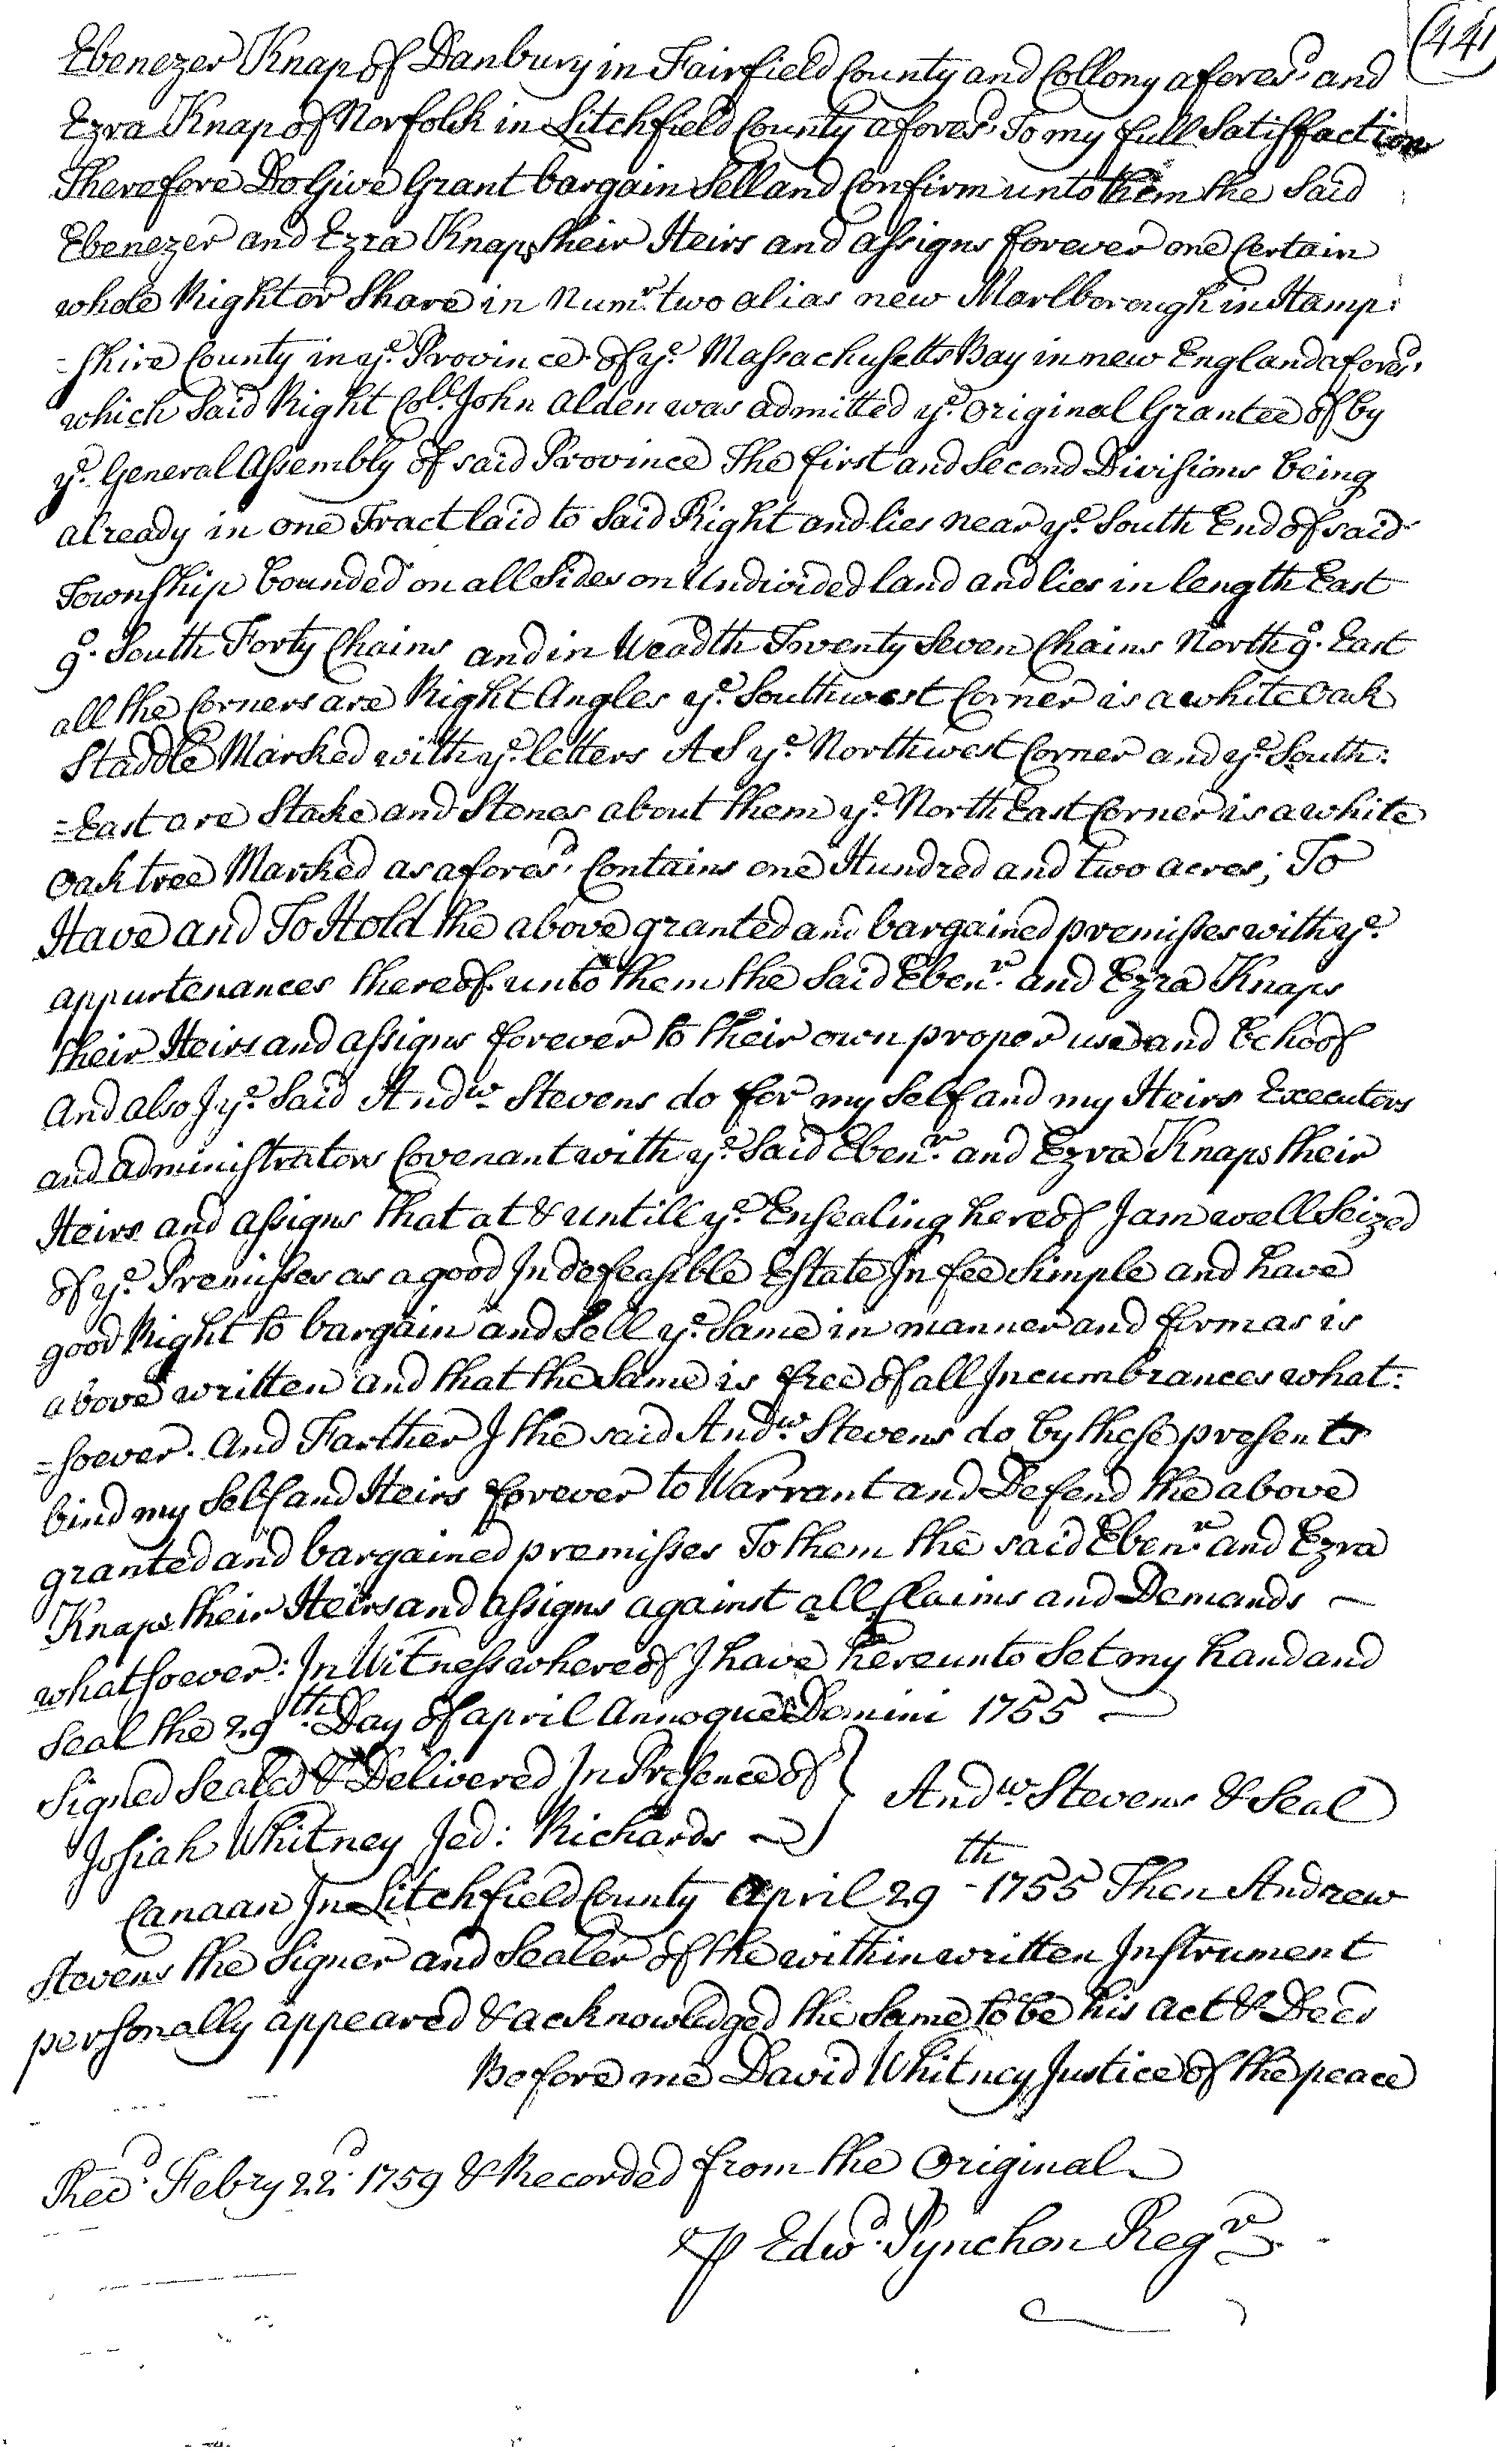 (441
Ebenezer Knap of Danbury in Fairfield County and Collony afores.d and
Ezra Knap of Norfolk in Litchfield County afores.d To my full Satisffaction
Therefore Do Give Grant bargain Sell and Confirm unto them the Said
Ebenezer and Ezra Knaps their Heirs and assigns forever one Certain
whole Right or Share in Num.r two alias new Marlborough in Hamp:
=shire County in y.e Province of y.e Massachusetts Bay in new England afores.d
which Said Right Col.l John Alden was admitted y.e Original Grantee of by
y.e General Assembly of said Province The first and Second Divisions being
already in one Tract laid to Said Right and lies near y.e South End of said
Township bounded on all Sides on Undivided land and lies in length East
9.o South Forty Chains and in Weadth Twenty Seven Chains North 9.o East
all the Corners are Right Angles y.e Southwest Corner is a white Oak
Staddle Marked with y.e letters A S y.e Northwest Corner and y.e South:
=East are Stake and Stones about them y.e North East Corner is a white
Oak tree Marked as afores.d Contains one Hundred and two acres; To
Have and To Hold the above granted and bargained premisses with y.e
appurtenances thereof unto them the Said Eben.r and Ezra Knaps
their Heirs and assigns forever to their own proper use and behoof
And also I y.e Said And.w Stevens do for my Self and my Heirs Executors
and administrators Covenant with y.e Said Eben.r and Ezra Knaps their
Heirs and assigns that at & untill y.e Ensealing hereof I am well Seized
of y.e Premisses as a good Indefeasible Estate In fee Simple and have
good Right to bargain and Sell y.e Same in manner and form as is
above written and that the Same is free of all Incumbrances what:
=soever. And Farther I the said And.w Stevens do by these presents
bind my Self and Heirs forever to Warrant and Defend the above
granted and bargained premisses To them the said Eben.r and Ezra
Knaps their Heirs and assigns against all Claims and Demands —
whatsoever: In Witness whereof I have hereunto Set my hand and
Seal the 29.th Day of april Annoque Domini 1755 —
Signed Sealed & Delivered In Presence of } And.w Stevens & Seal
Josiah Whitney Jed: Richards
Canaan In Litchfield County April 29th - 1755 Then Andrew
Stevens the Signer and Sealer of the within written Instrument
personally appeared & acknowledged the Same to be his act & Deed
Before me David Whitney Justice of the peace
Rec.d Febry 22.d 1759 & Recorded from the Original
P Edw.d Pynchon Reg.r